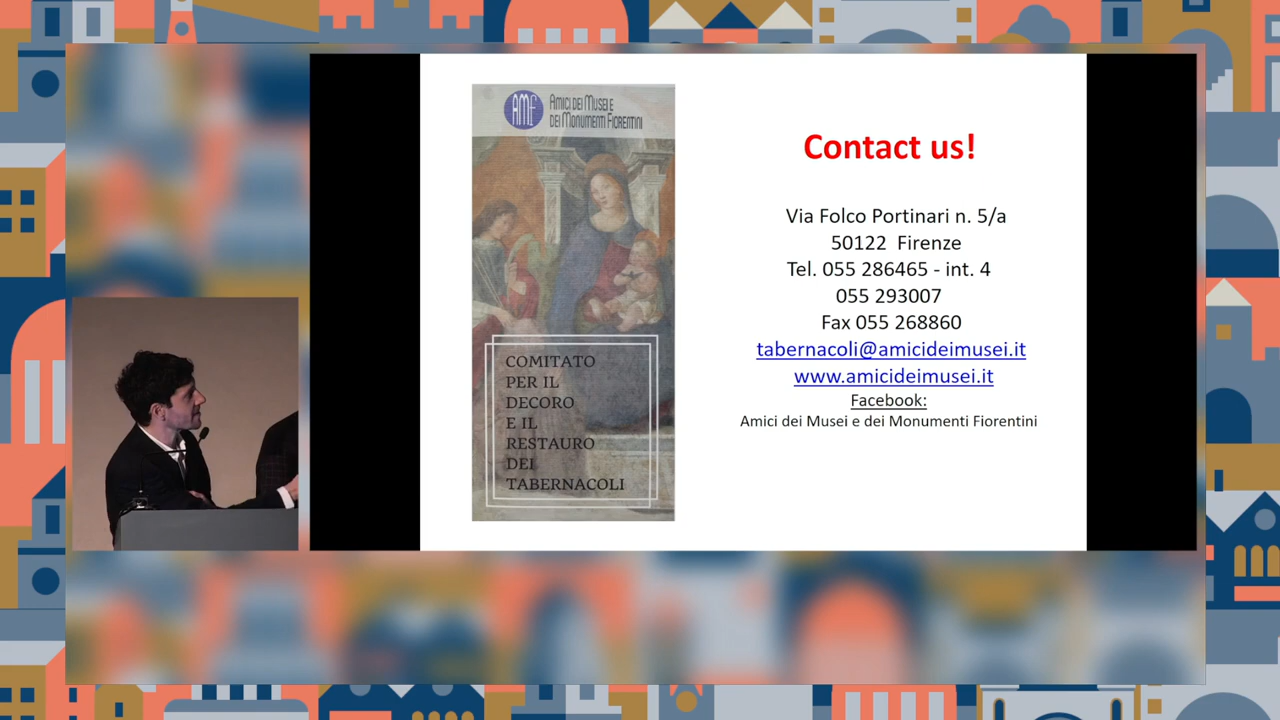 AMF
AMICI DEI MUSEI E
DEI MONUMENTI FIORENTINI
COMITATO
PER IL
DECORO
E IL
RESTAURO
DEI
TABERNACOLI
Contact us!
Via Folco Portinari n. 5/a
50122 Firenze
Tel. 055 286465 - int. 4
055 293007
Fax 055 268860
tabernacoli@amicideimusei.it
www.amicideimusei.it
Facebook:
Amici dei Musei e dei Monumenti Fiorentini